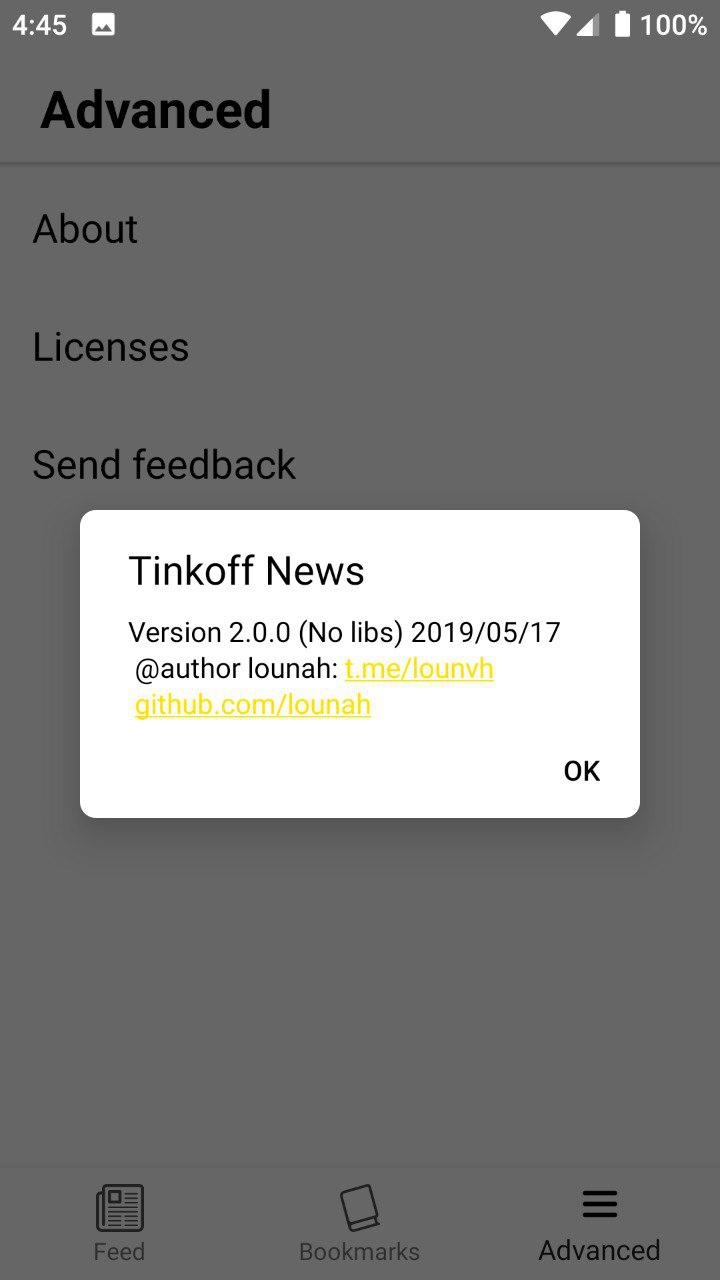 4:45 100%
Advanced
About
Licenses
Send feedback
Tinkoff News
Version 2.0.0 (No libs) 2019/05/17
@author lounah: t.me/lounvh
github.com/lounah
OK
Feed Bookmarks Advanced